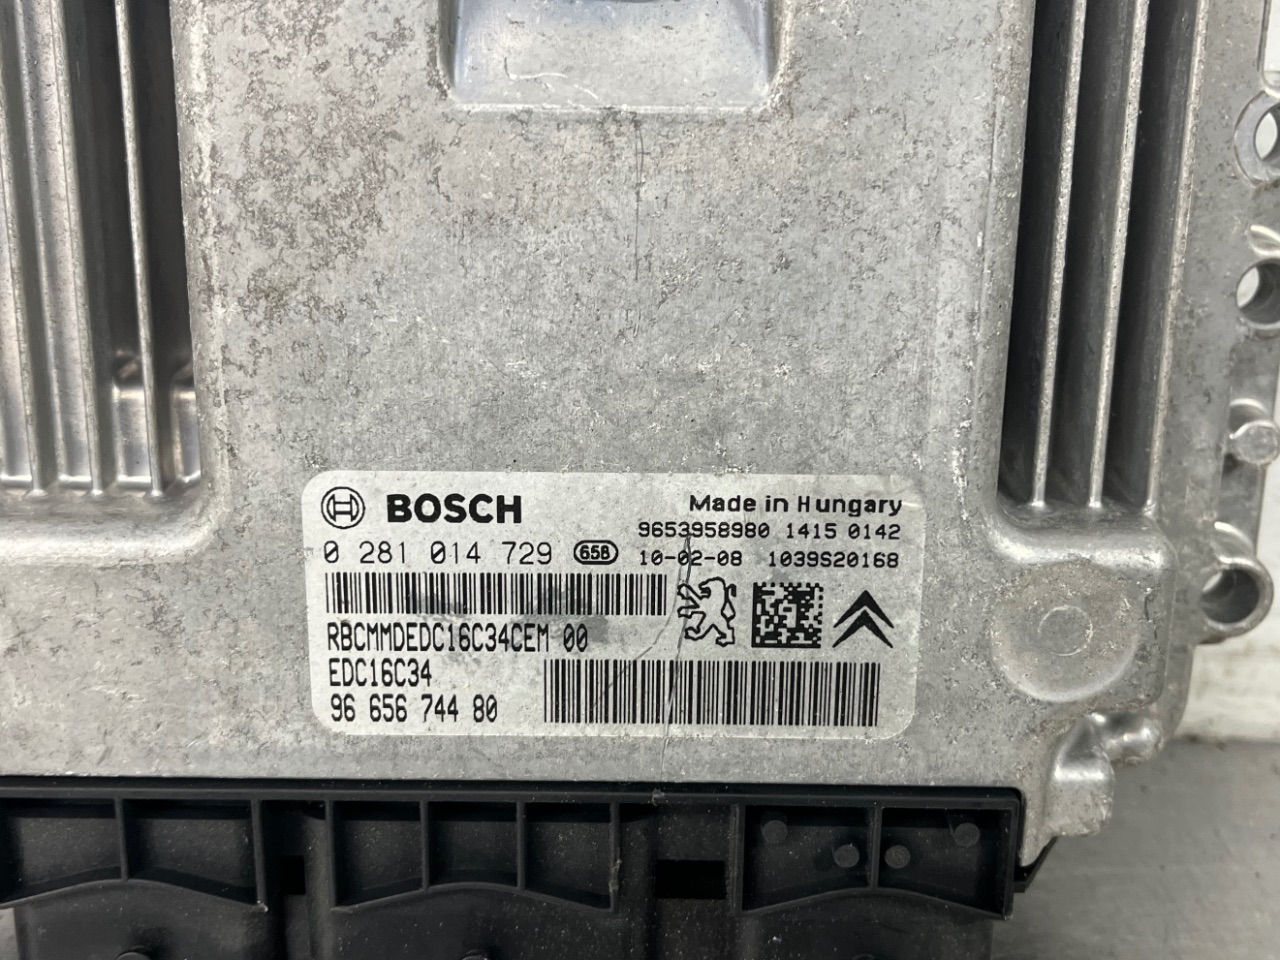 BOSCH
Made in Hungary
9653958980 1415 0142
0 281 014 729 658
10-02-08 1039S20168
RBCMMDEDC16C34CEM 00
EDC16C34
96 656 744 80